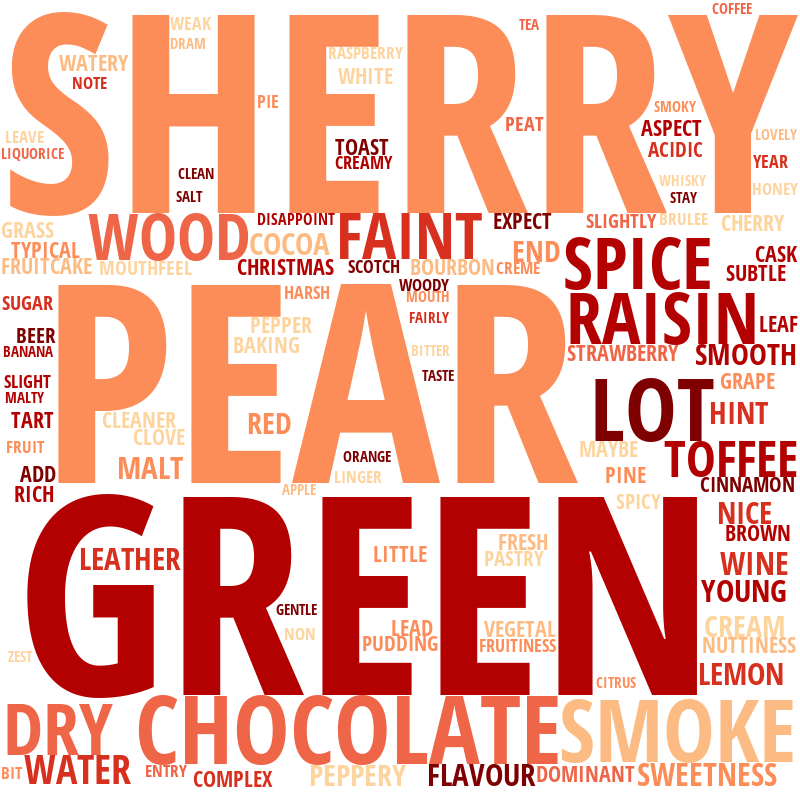 COFFEE
SHERRY
WEAK
TEA
DRAM
RASPBERRY
WATERY
WHITE
NOTE
PIE
SMOKY
PEAT
ASPECT
LEAVE
LOVELY
TOAST
ACIDIC
LIQUORICE
CREAMY
YEAR
CLEAN
WHISKY
HONEY
SALT
STAY
WOOD
DISAPPOINT
FAINT
EXPECT
SLIGHTLY
BRULEE
CHERRY
GRASS
COCOA
TYPICAL
END
SPICE
CASK
FRUITCAKE
MOUTHFEEL
CHRISTMAS
SCOTCH
BOURBON
CREME
SUBTLE
WOODY
PEAR
HARSH
MOUTH
RAISIN
SUGAR
FAIRLY
PEPPER
LEAF
BEER
BAKING
BANANA
BITTER
STRAWBERRY
SMOOTH
SLIGHT
TASTE
GRAPE
MALTY
LOT
HINT
TART
CLEANER
RED
CLOVE
FRUIT
MAYBE
ORANGE
TOFFEE
MALT
ADD
LINGER
PINE
CINNAMON
RICH
APPLE
SPICY
GREEN
NICE
BROWN
FRESH
LEATHER
LITTLE
PASTRY
WINE
YOUNG
GENTLE
CREAM
NON
LEAD
VEGETAL
PUDDING
FRUITINESS
NUTTINESS
ZEST
LEMON
CITRUS
DRY
CHOCOLATE
SMOKE
BIT
WATER
ENTRY
COMPLEX
PEPPERY
FLAVOUR
DOMINANT
SWEETNESS